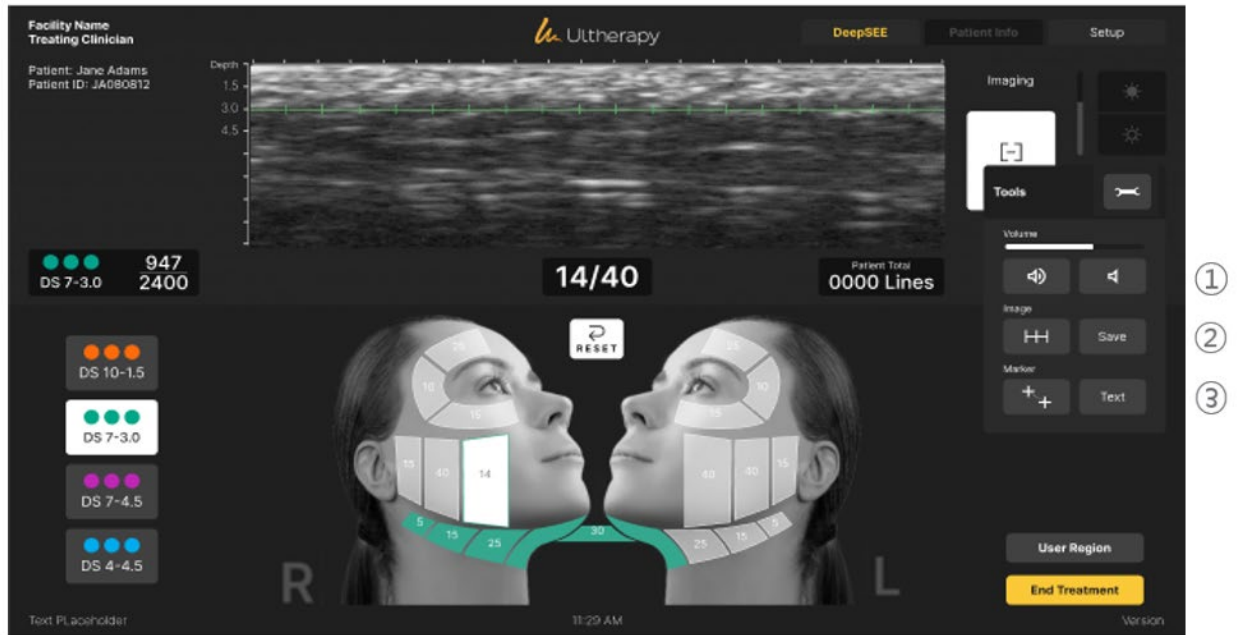 Facility Name
Treating Clinician
Ultherapy
DeepSEE
Patient Info
Setup
Patient: Jane Adams
Patient ID: JA080812
Depth
1.5
3.0
4.5
Imaging
Tools
Volume
①
Image
Save
②
Marker
Text
③
DS 7-3.0
947
2400
14/40
Patient Total
0000 Lines
RESET
DS 10-1.5
DS 7-3.0
DS 7-4.5
DS 4-4.5
25
10
15
15
40
14
5
15
25
30
25
10
15
40
40
15
25
15
5
R
L
User Region
End Treatment
Text PLaceholder
11:29 AM
Version